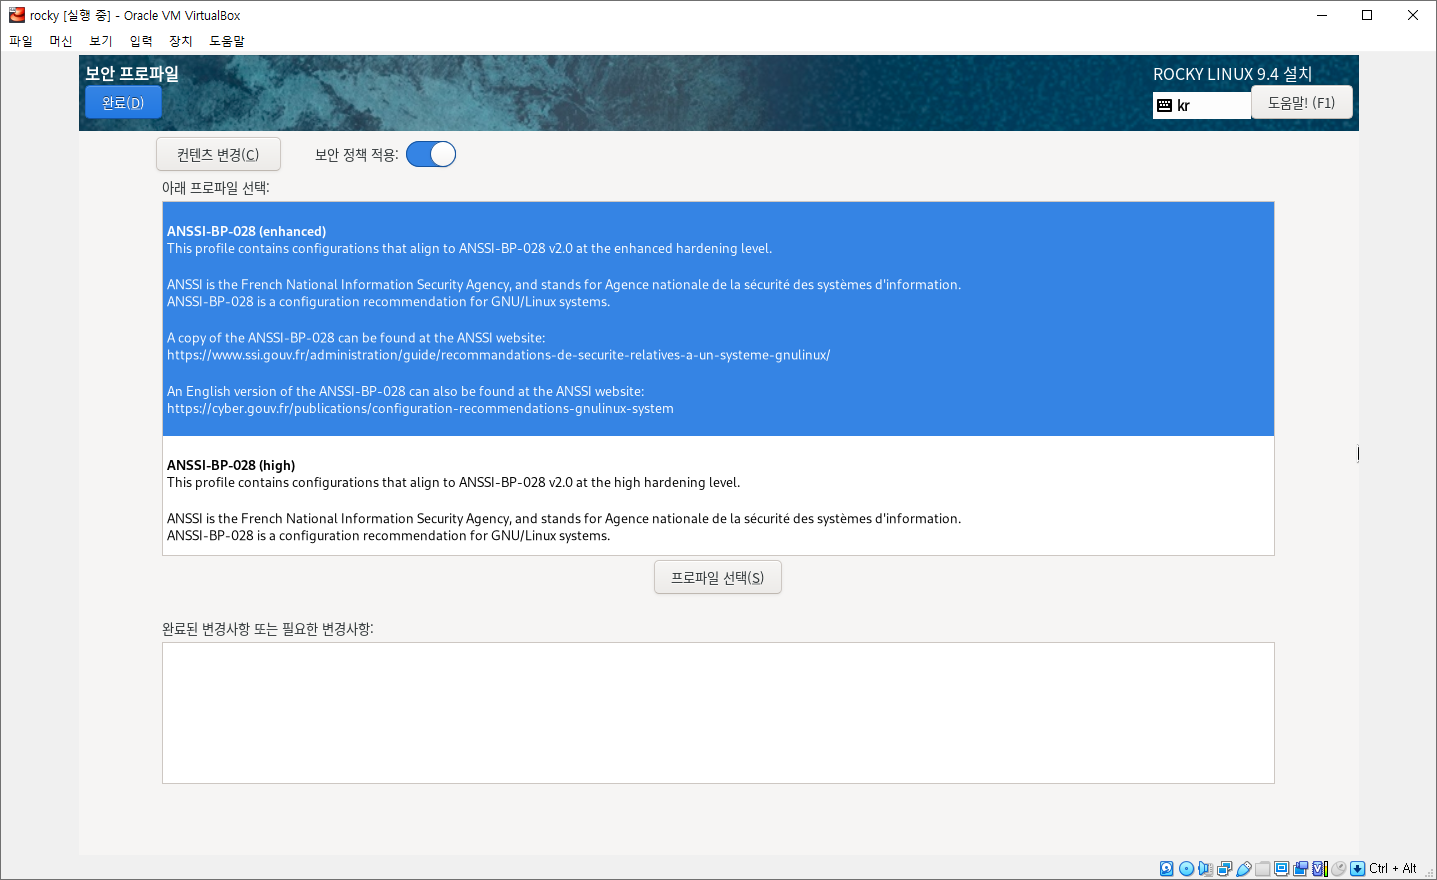 rocky [실행 중] - Oracle VM VirtualBox
파일 머신 보기 입력 장치 도움말
보안 프로파일
ROCKY LINUX 9.4 설치
완료(D)
kr
도움말! (F1)
컨텐츠 변경(C)
보안 정책 적용:
아래 프로파일 선택:
ANSSI-BP-028 (enhanced)
This profile contains configurations that align to ANSSI-BP-028 v2.0 at the enhanced hardening level.
ANSSI is the French National Information Security Agency, and stands for Agence nationale de la sécurité des systèmes d'information.
ANSSI-BP-028 is a configuration recommendation for GNU/Linux systems.
A copy of the ANSSI-BP-028 can be found at the ANSSI website:
https://www.ssi.gouv.fr/administration/guide/recommandations-de-securite-relatives-a-un-systeme-gnulinux/
An English version of the ANSSI-BP-028 can also be found at the ANSSI website:
https://cyber.gouv.fr/publications/configuration-recommendations-gnulinux-system
ANSSI-BP-028 (high)
This profile contains configurations that align to ANSSI-BP-028 v2.0 at the high hardening level.
ANSSI is the French National Information Security Agency, and stands for Agence nationale de la sécurité des systèmes d'information.
ANSSI-BP-028 is a configuration recommendation for GNU/Linux systems.
프로파일 선택(S)
완료된 변경사항 또는 필요한 변경사항:
Ctrl + Alt